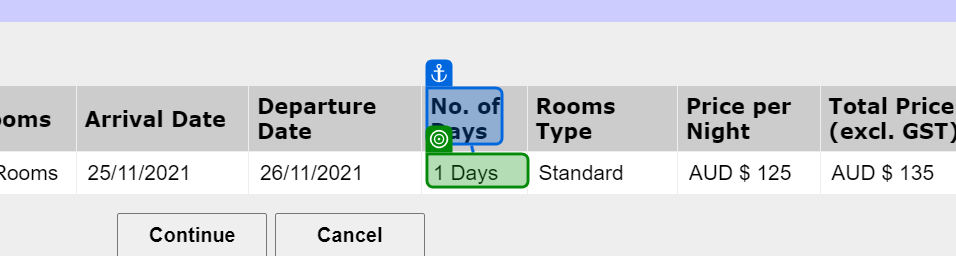 ooms Arrival Date Departure Date No. of Days Rooms Type Price per Night Total Price (excl. GST)
Rooms 25/11/2021 26/11/2021 1 Days Standard AUD $ 125 AUD $ 135
Continue Cancel